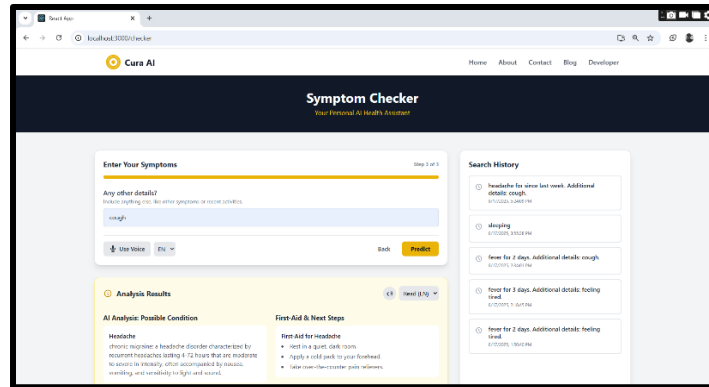 React App
localhost:3000/checker
Cura AI
Home About Contact Blog Developer
Symptom Checker
Your Personal AI Health Assistant
Enter Your Symptoms
Step 3 of 3
Any other details?
Include anything else, like other symptoms or recent activities.
cough
Use Voice
EN
Back
Predict
Analysis Results
Read (EN)
AI Analysis: Possible Condition
Headache
chronic migraine: a headache disorder characterized by
recurrent headaches lasting 4-72 hours that are moderate
to severe in intensity, often accompanied by nausea,
vomiting, and sensitivity to light and sound.
First-Aid & Next Steps
First-Aid for Headache
Rest in a quiet, dark room.
Apply a cold pack to your forehead.
Take over-the-counter pain relievers.
Search History
headache for since last week. Additional
details: cough.
sleeping
fever for 2 days. Additional details: cough.
fever for 3 days. Additional details: feeling
tired.
fever for 2 days. Additional details: feeling
tired.